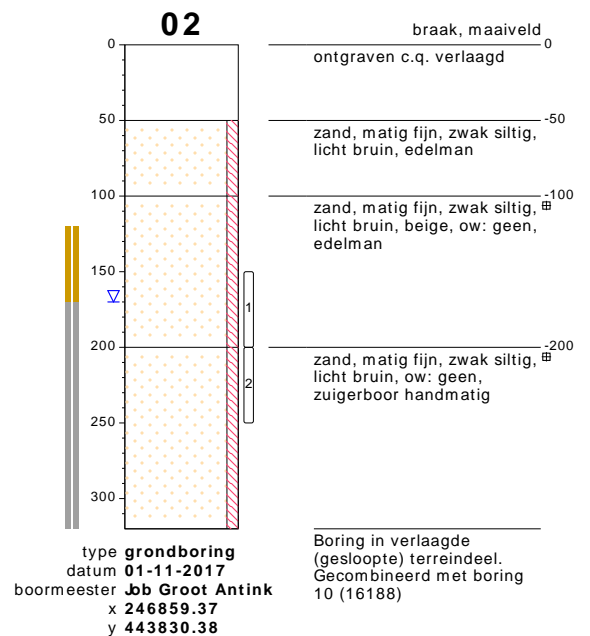 02
braak, maaiveld
0
0
ontgraven c.q. verlaagd
50
-50
zand, matig fijn, zwak siltig,
licht bruin, edelman
100
-100
zand, matig fijn, zwak siltig,
licht bruin, beige, ow: geen,
edelman
150
1
200
-200
zand, matig fijn, zwak siltig,
licht bruin, ow: geen,
zuigerboor handmatig
2
250
300
Boring in verlaagde
(gesloopte) terreindeel.
Gecombineerd met boring
10 (16188)
type grondboring
datum 01-11-2017
boormeester Job Groot Antink
x 246859.37
y 443830.38